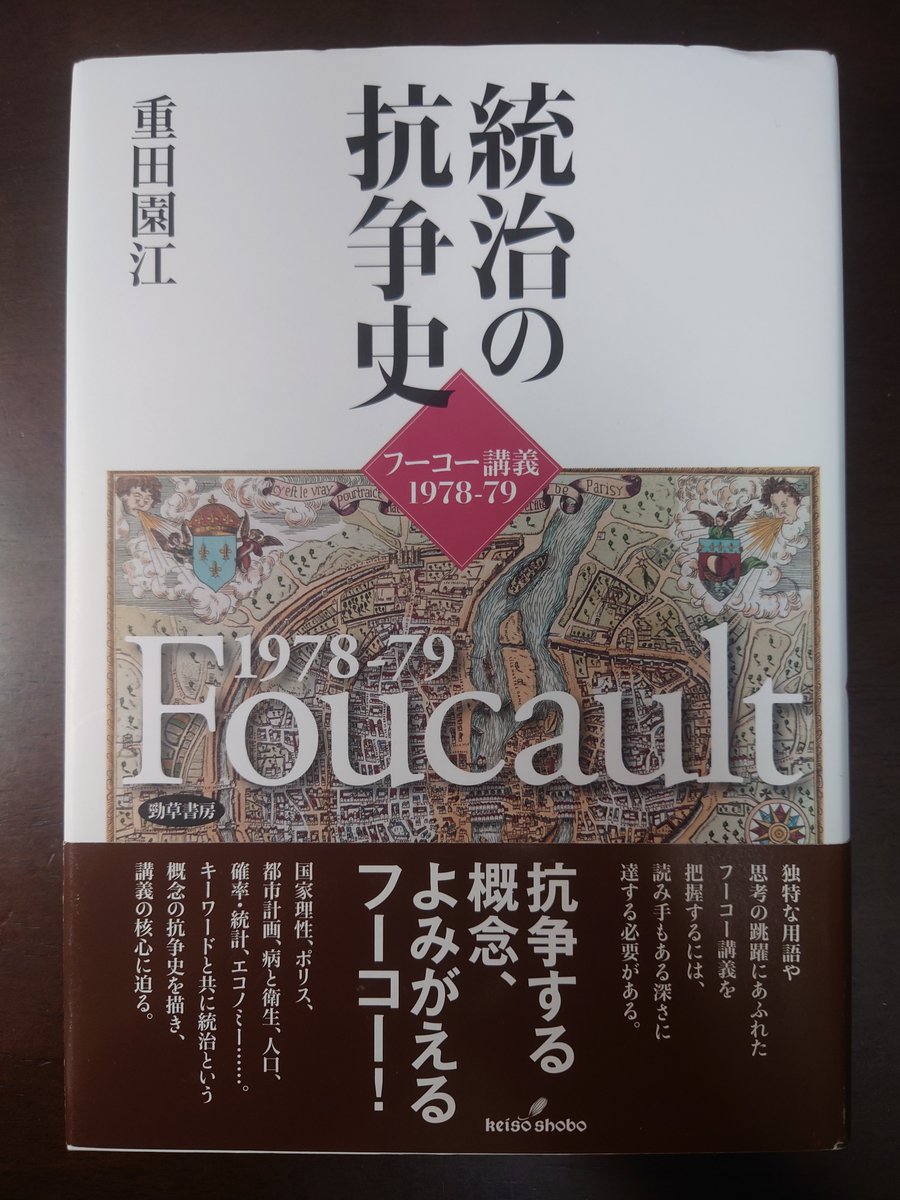 統治の
抗争史
重田園江
フーコー講義
1978-79
cy est le vray pourtraict
de Parisy
1978-79
Foucault
勁草書房
独特な用語や
思考の跳躍にあふれた
フーコー講義を
把握するには、
読み手もある深さに
達する必要がある。
抗争する
概念、
よみがえる
フーコー!
国家理性、ポリス、
都市計画、病と衛生、人口、
確率・統計、エコノミー……。
キーワードと共に統治という
概念の抗争史を描き、
講義の核心に迫る。
keiso shobo